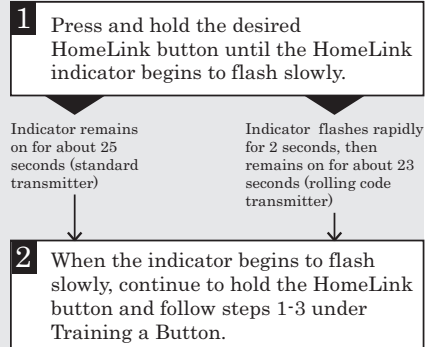 1
Press and hold the desired
HomeLink button until the HomeLink
indicator begins to flash slowly.
Indicator remains
on for about 25
seconds (standard
transmitter)
Indicator flashes rapidly
for 2 seconds, then
remains on for about 23
seconds (rolling code
transmitter)
2
When the indicator begins to flash
slowly, continue to hold the HomeLink
button and follow steps 1-3 under
Training a Button.